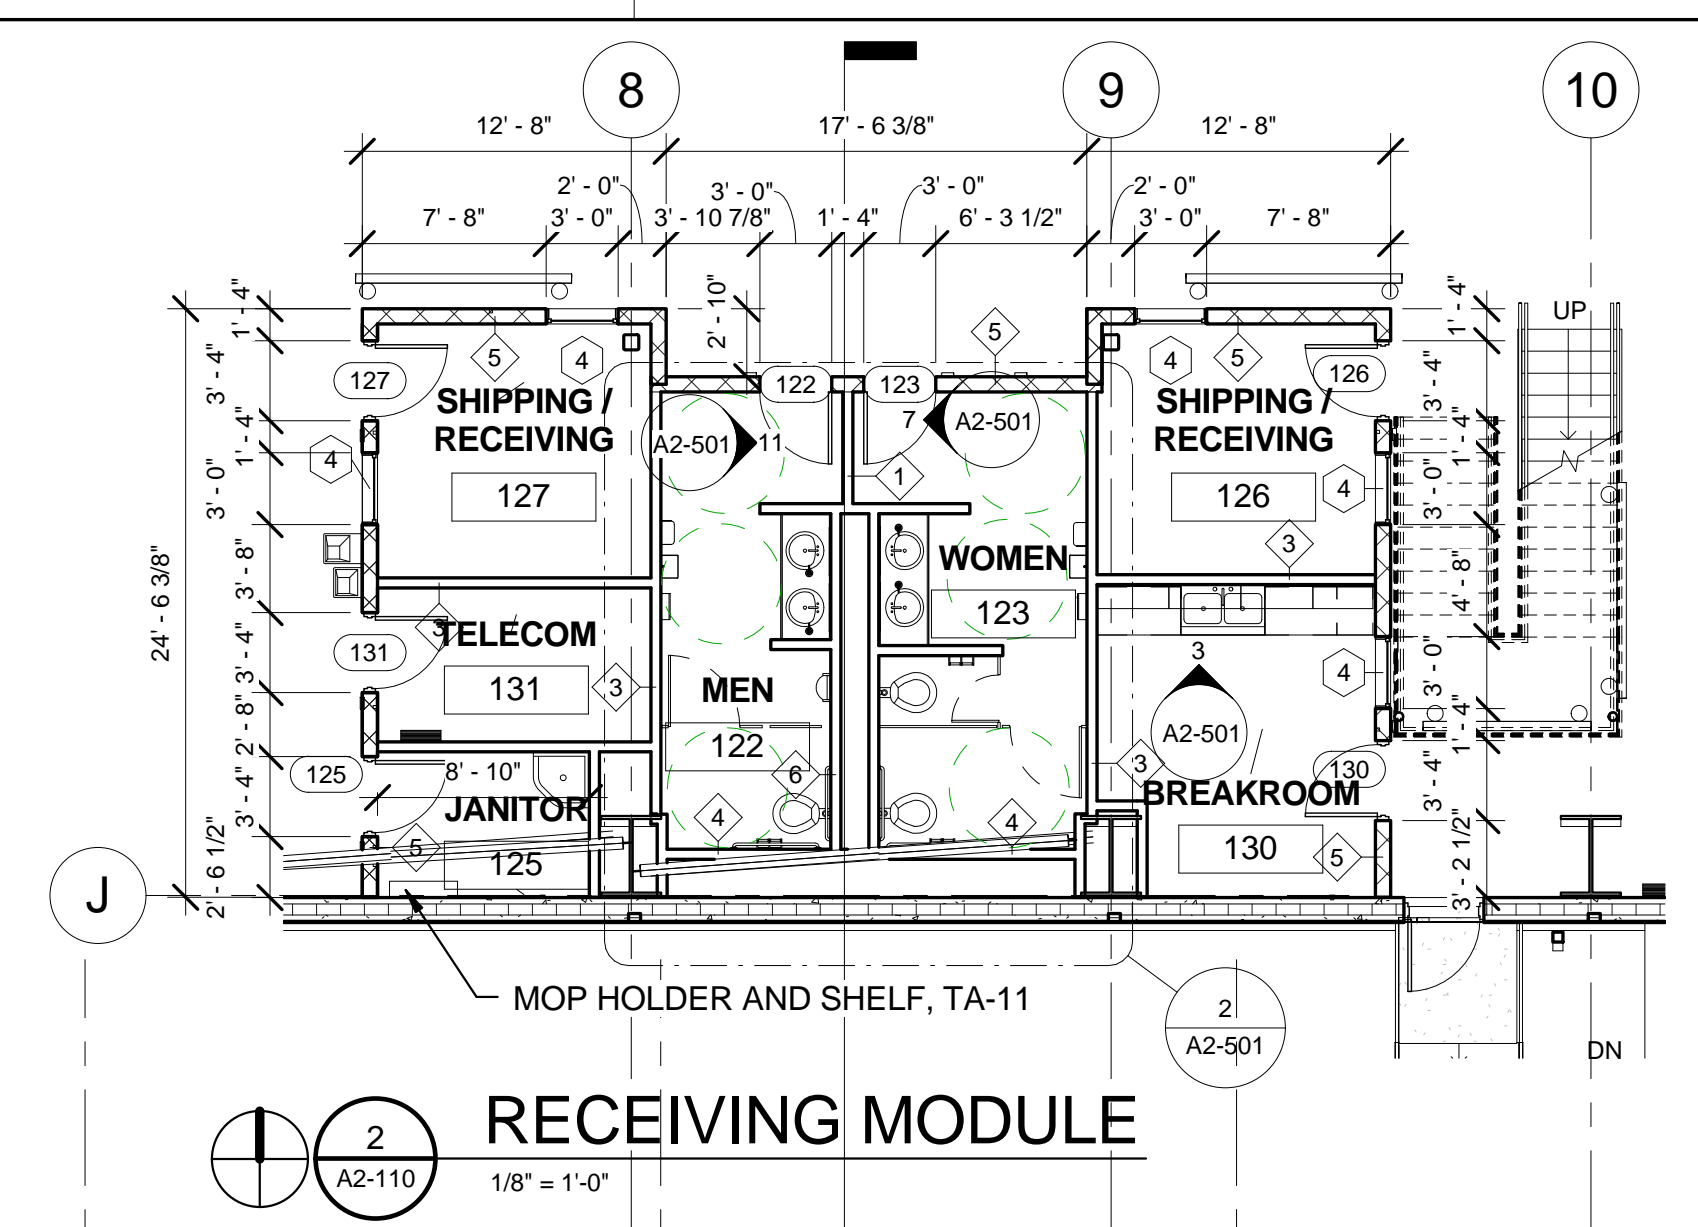 8
9
10
12' - 8"
17' - 6 3/8"
12' - 8"
2' - 0"
3' - 0"
3' - 0"
2' - 0"
7' - 8"
3' - 0"
3' - 10 7/8"
1' - 4"
6' - 3 1/2"
3' - 0"
7' - 8"
24' - 6 3/8"
1' - 4"
3' - 4"
1' - 4"
3' - 0"
3' - 8"
3' - 4"
2' - 8"
3' - 4"
2' - 6 1/2"
2' - 10"
1' - 4"
3' - 4"
1' - 4"
3' - 0"
4' - 8"
3' - 0"
1' - 4"
3' - 4"
3' - 2 1/2"
UP
5
4
5
4
5
127
122
123
126
SHIPPING /
RECEIVING
127
A2-501
11
7
A2-501
SHIPPING /
RECEIVING
126
4
1
4
3
WOMEN
123
3
TELECOM
131
131
3
MEN
122
3
A2-501
4
3
6
125
8' - 10"
JANITOR
125
5
4
4
130
BREAKROOM
130
5
J
MOP HOLDER AND SHELF, TA-11
2
A2-501
DN
2
A2-110
RECEIVING MODULE
1/8" = 1'-0"